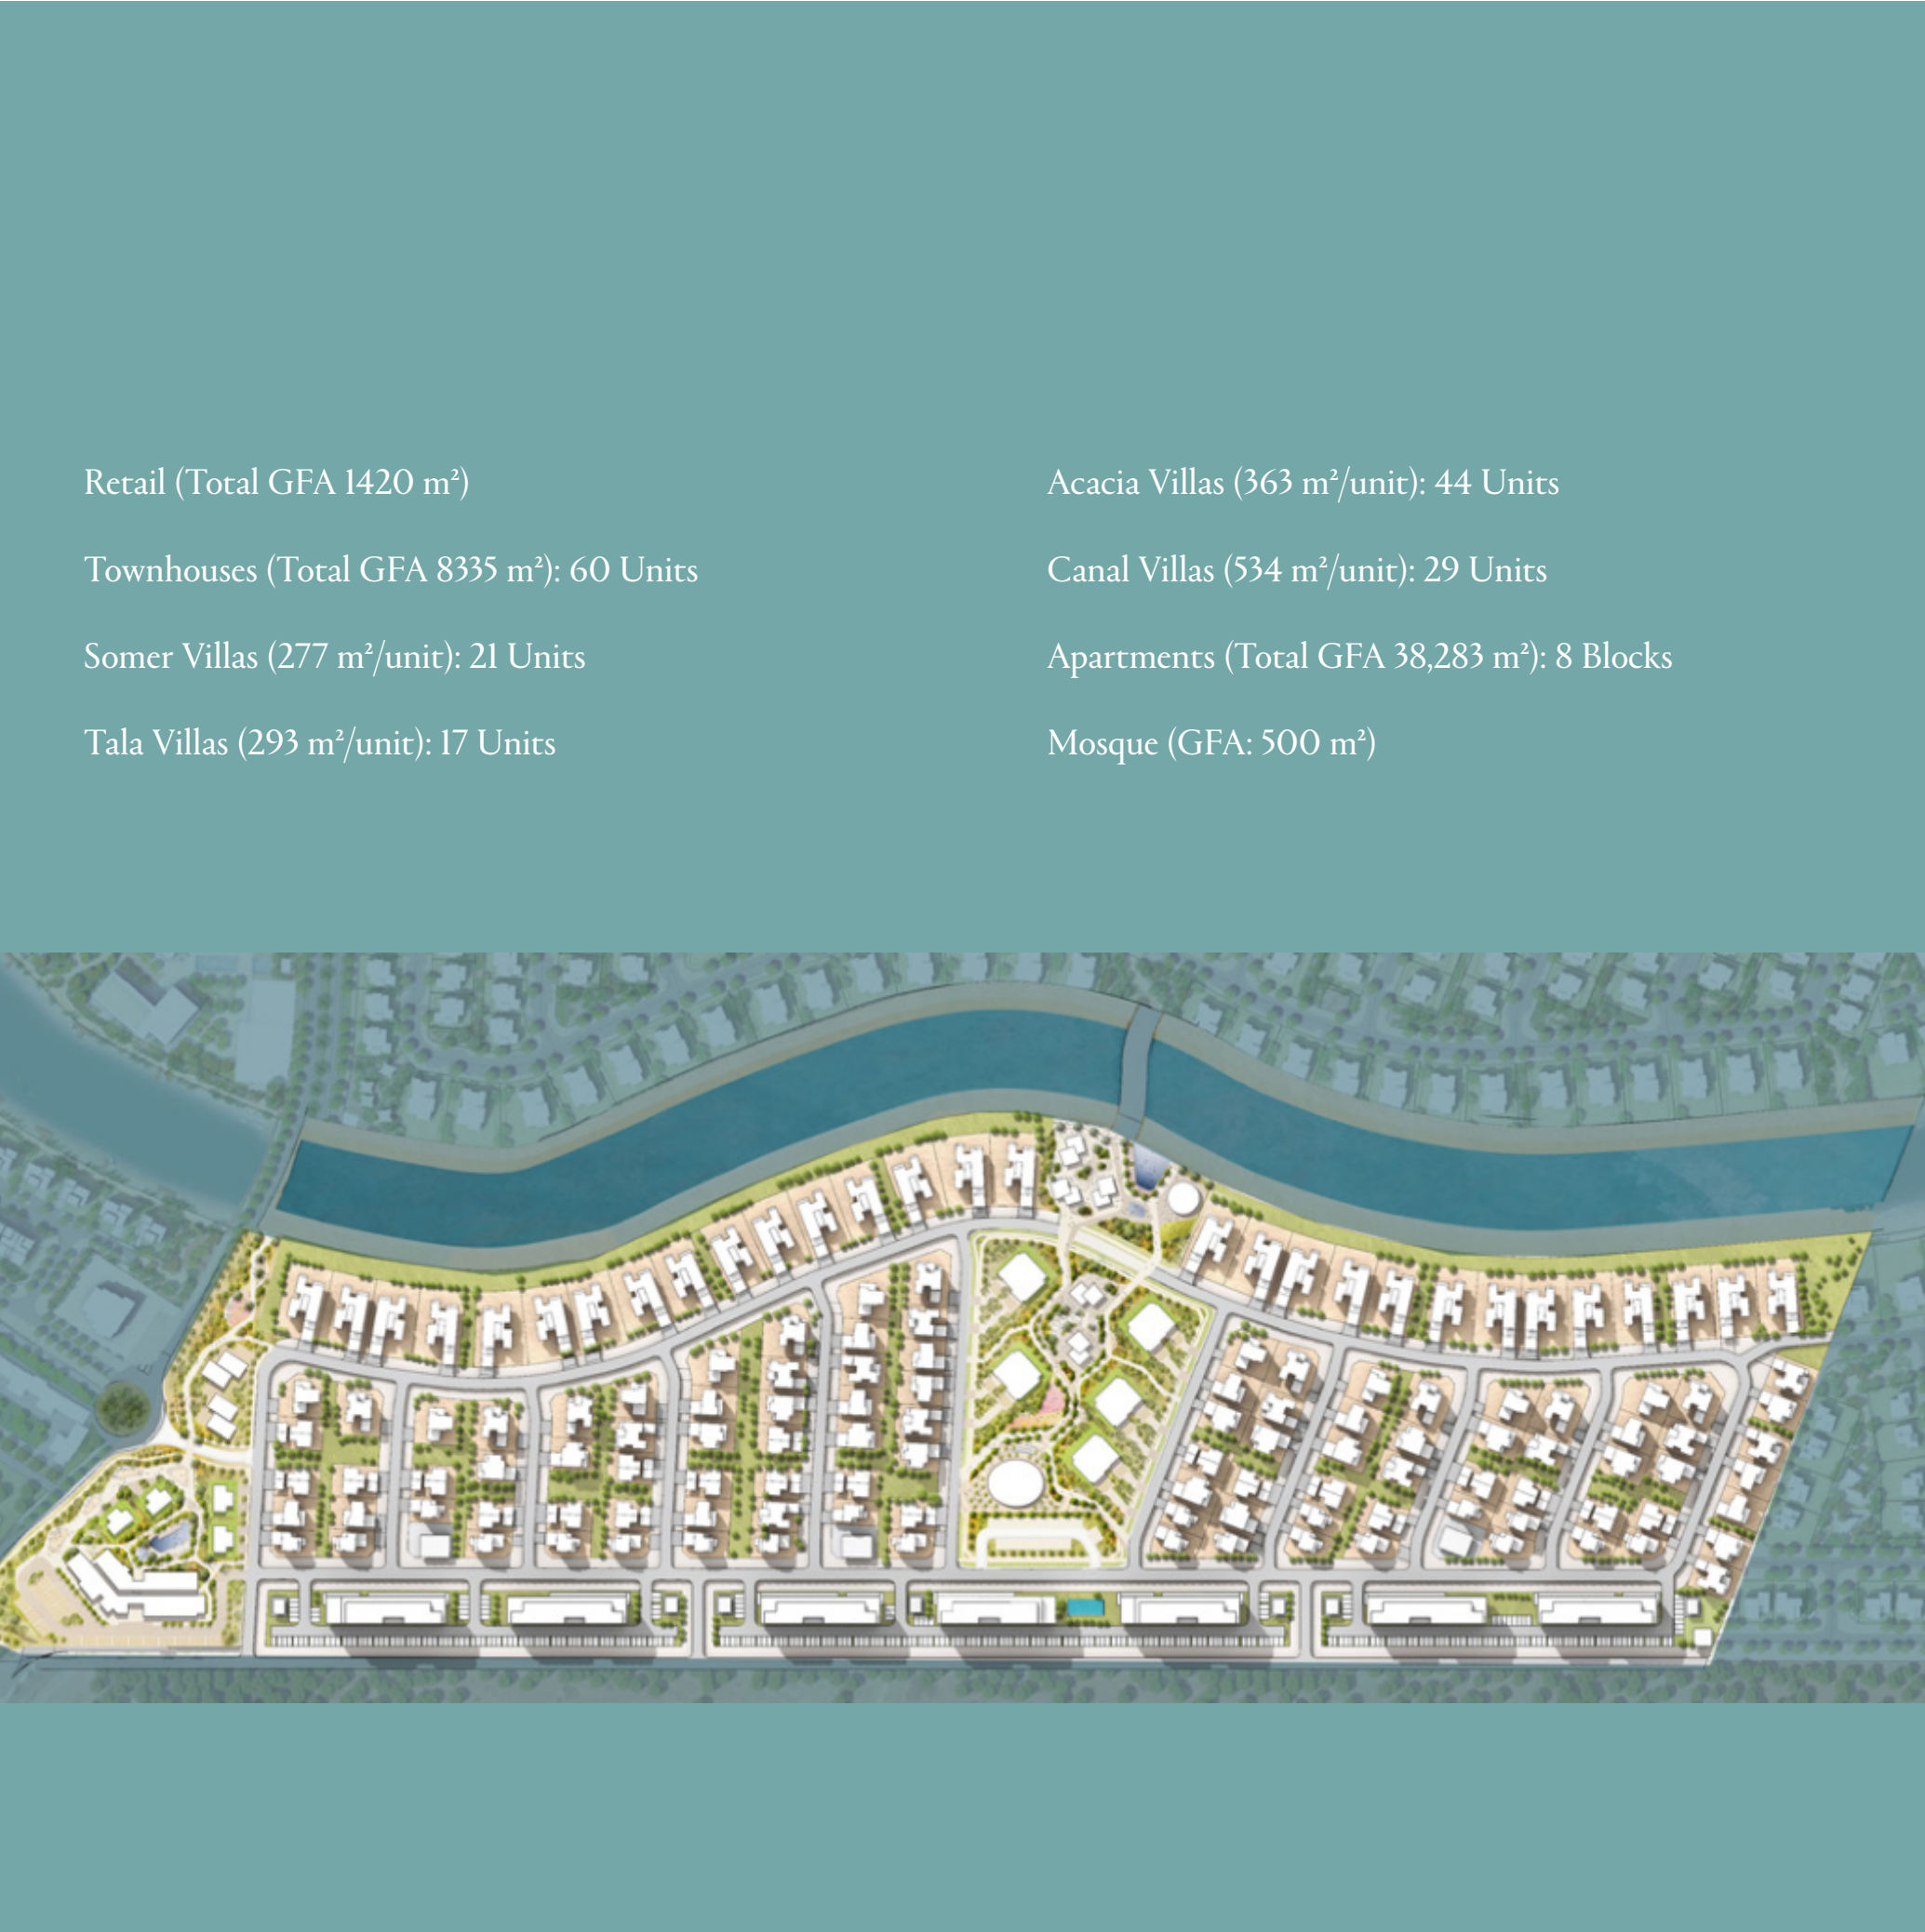 Retail (Total GFA 1420 m²)
Townhouses (Total GFA 8335 m²): 60 Units
Somer Villas (277 m²/unit): 21 Units
Tala Villas (293 m²/unit): 17 Units
Acacia Villas (363 m²/unit): 44 Units
Canal Villas (534 m²/unit): 29 Units
Apartments (Total GFA 38,283 m²): 8 Blocks
Mosque (GFA: 500 m²)